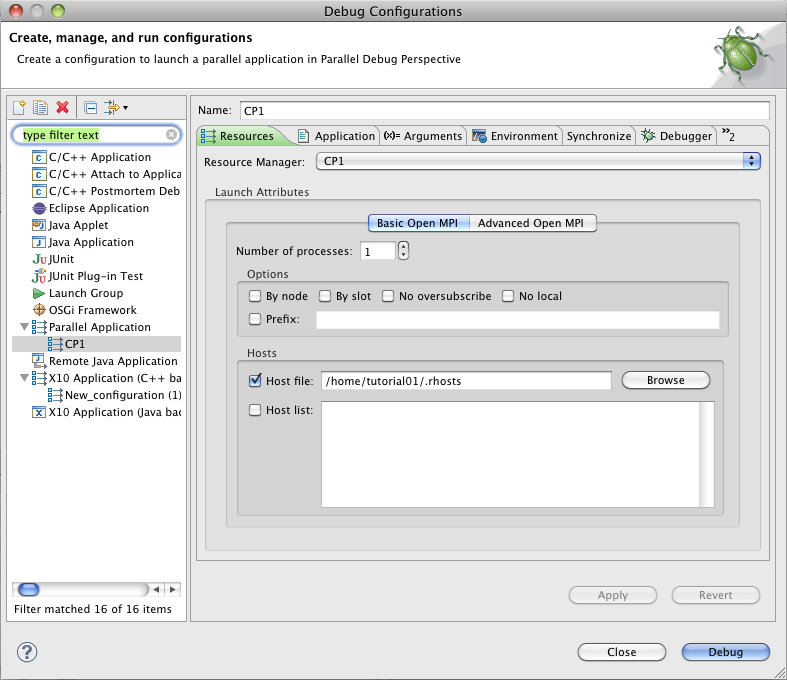 Debug Configurations
Create, manage, and run configurations
Create a configuration to launch a parallel application in Parallel Debug Perspective
type filter text
C/C++ Application
C/C++ Attach to Applica
C/C++ Postmortem Deb
Eclipse Application
Java Applet
Java Application
JUnit
JUnit Plug-in Test
Launch Group
OSGi Framework
Parallel Application
CP1
Remote Java Application
X10 Application (C++ ba
New_configuration (1)
X10 Application (Java bac
Filter matched 16 of 16 items
Name: CP1
Resources Application (x)= Arguments Environment Synchronize Debugger »2
Resource Manager: CP1
Launch Attributes
Basic Open MPI Advanced Open MPI
Number of processes: 1
Options
By node By slot No oversubscribe No local
Prefix:
Hosts
Host file: /home/tutorial01/.rhosts Browse
Host list:
Apply Revert
? Close Debug